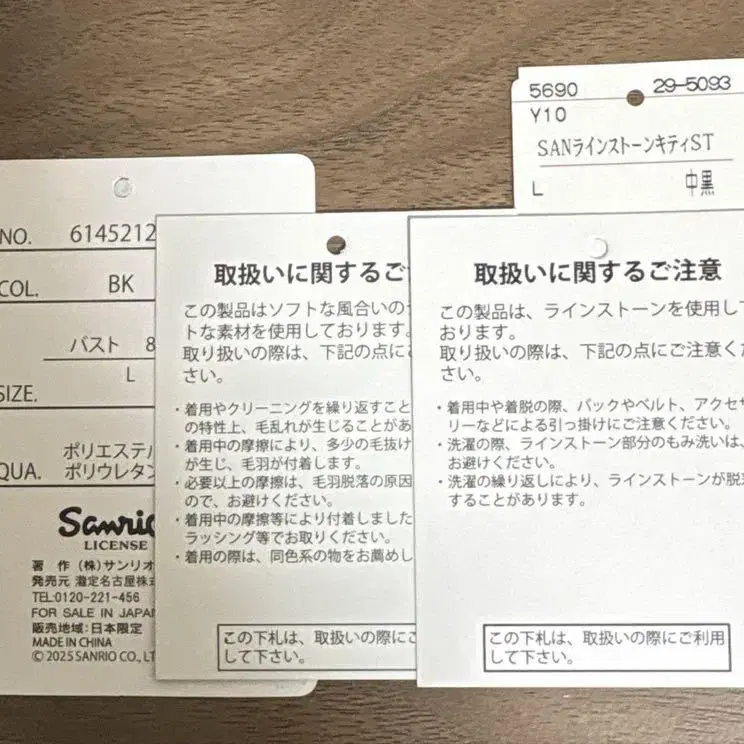 5690 29-5093
Y10
SANラインストーンキティST
L 中黒
NO. 6145212
COL. BK
バスト 8
L
SIZE.
ポリエステル
QUA. ポリウレタン
Sanrio
LICENSE
著 作 (株)サンリオ
発売元 瀧定名古屋株式
TEL:0120-221-456
FOR SALE IN JAPAN
販売地域:日本限定
MADE IN CHINA
© 2025 SANRIO CO., LT
取扱いに関するご
この製品はソフトな風合いの
トな素材を使用しております。
取り扱いの際は、下記の点に
さい。
・着用やクリーニングを繰り返すこと
の特性上、毛乱れが生じることがあ
・着用中の摩擦により、多少の毛抜け
が生じ、毛羽が付着します。
・必要以上の摩擦は、毛羽脱落の原因
ので、お避けください。
・着用中の摩擦等により付着しました
ラッシング等でお取りください。
・着用の際は、同色系の物をお薦めし
この下札は、取扱いの際にご
して下さい。
取扱いに関するご注意
この製品は、ラインストーンを使用して
おります。
取り扱いの際は、下記の点にご注意くだ
さい。
・着用中や着脱の際、バックやベルト、アクセサ
リーなどによる引っ掛けにご注意ください。
・洗濯の際、ラインストーン部分のもみ洗いは、
お避けください。
・洗濯の繰り返しにより、ラインストーンが脱落
することがあります。
この下札は、取扱いの際にご利用
して下さい。